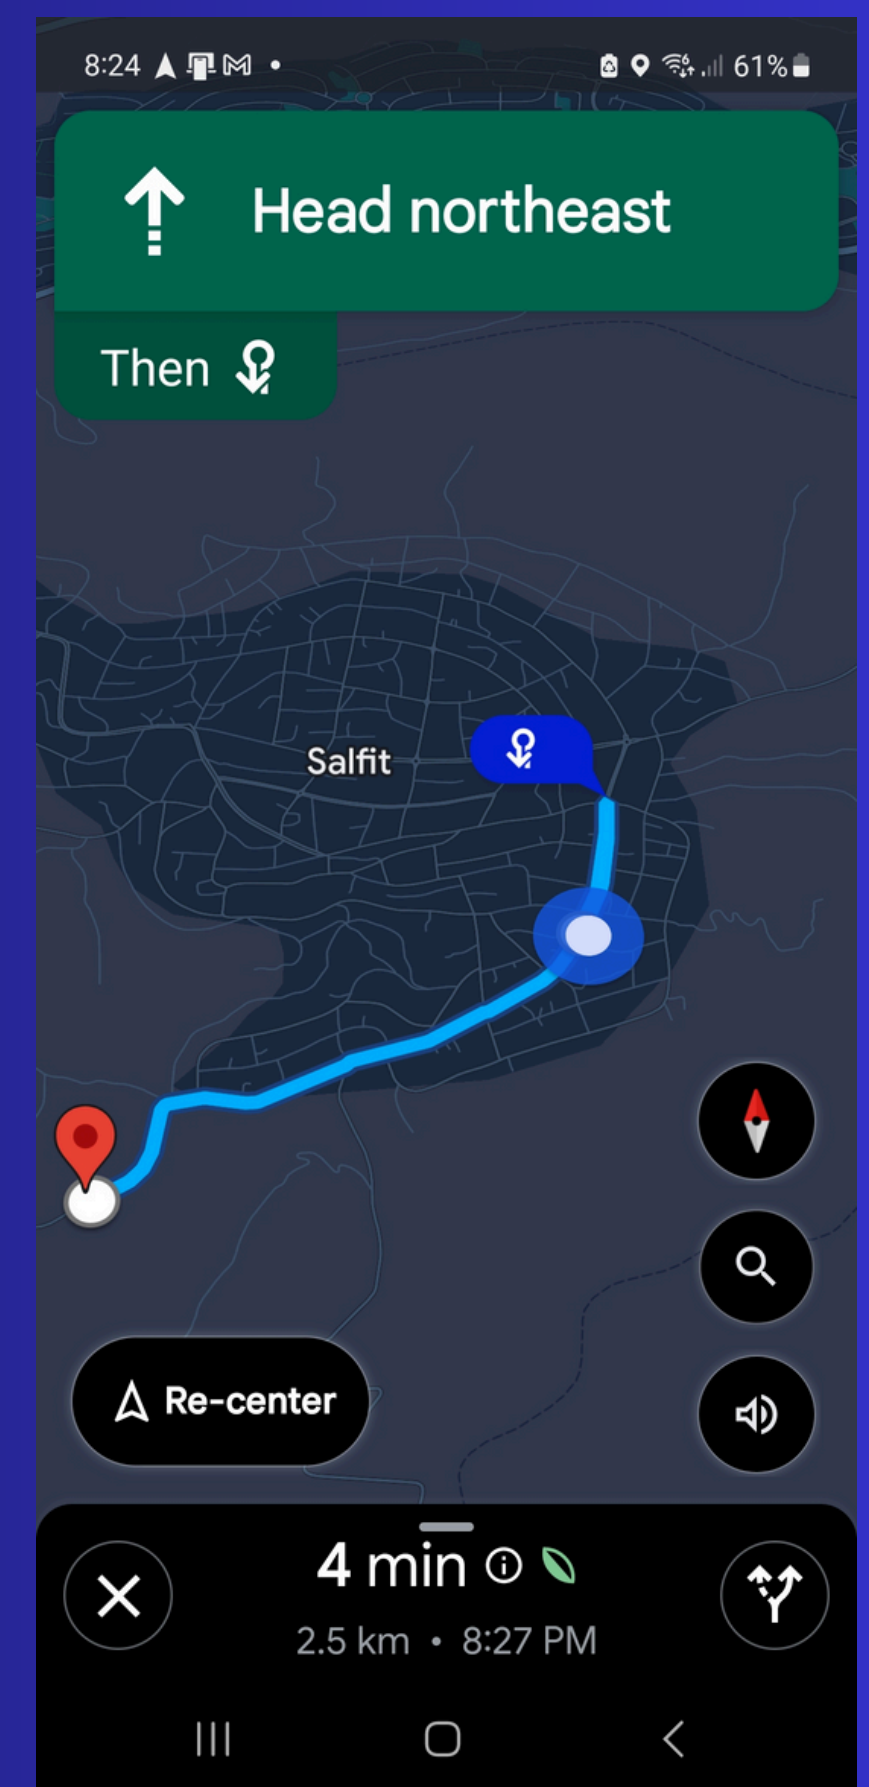 8:24
61%
Head northeast
Then
Salfit
Re-center
4 min
2.5 km • 8:27 PM